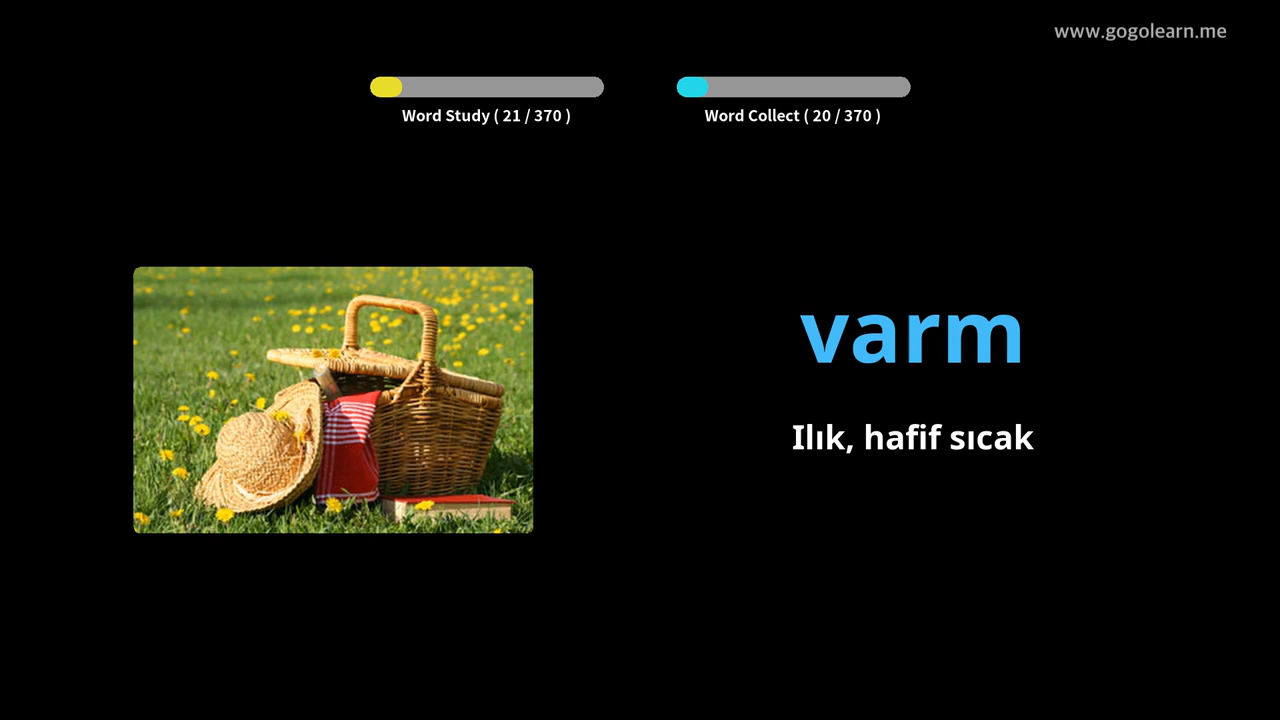 www.gogolearn.me
Word Study ( 21 / 370 )
Word Collect ( 20 / 370 )
varm
Ilık, hafif sıcak